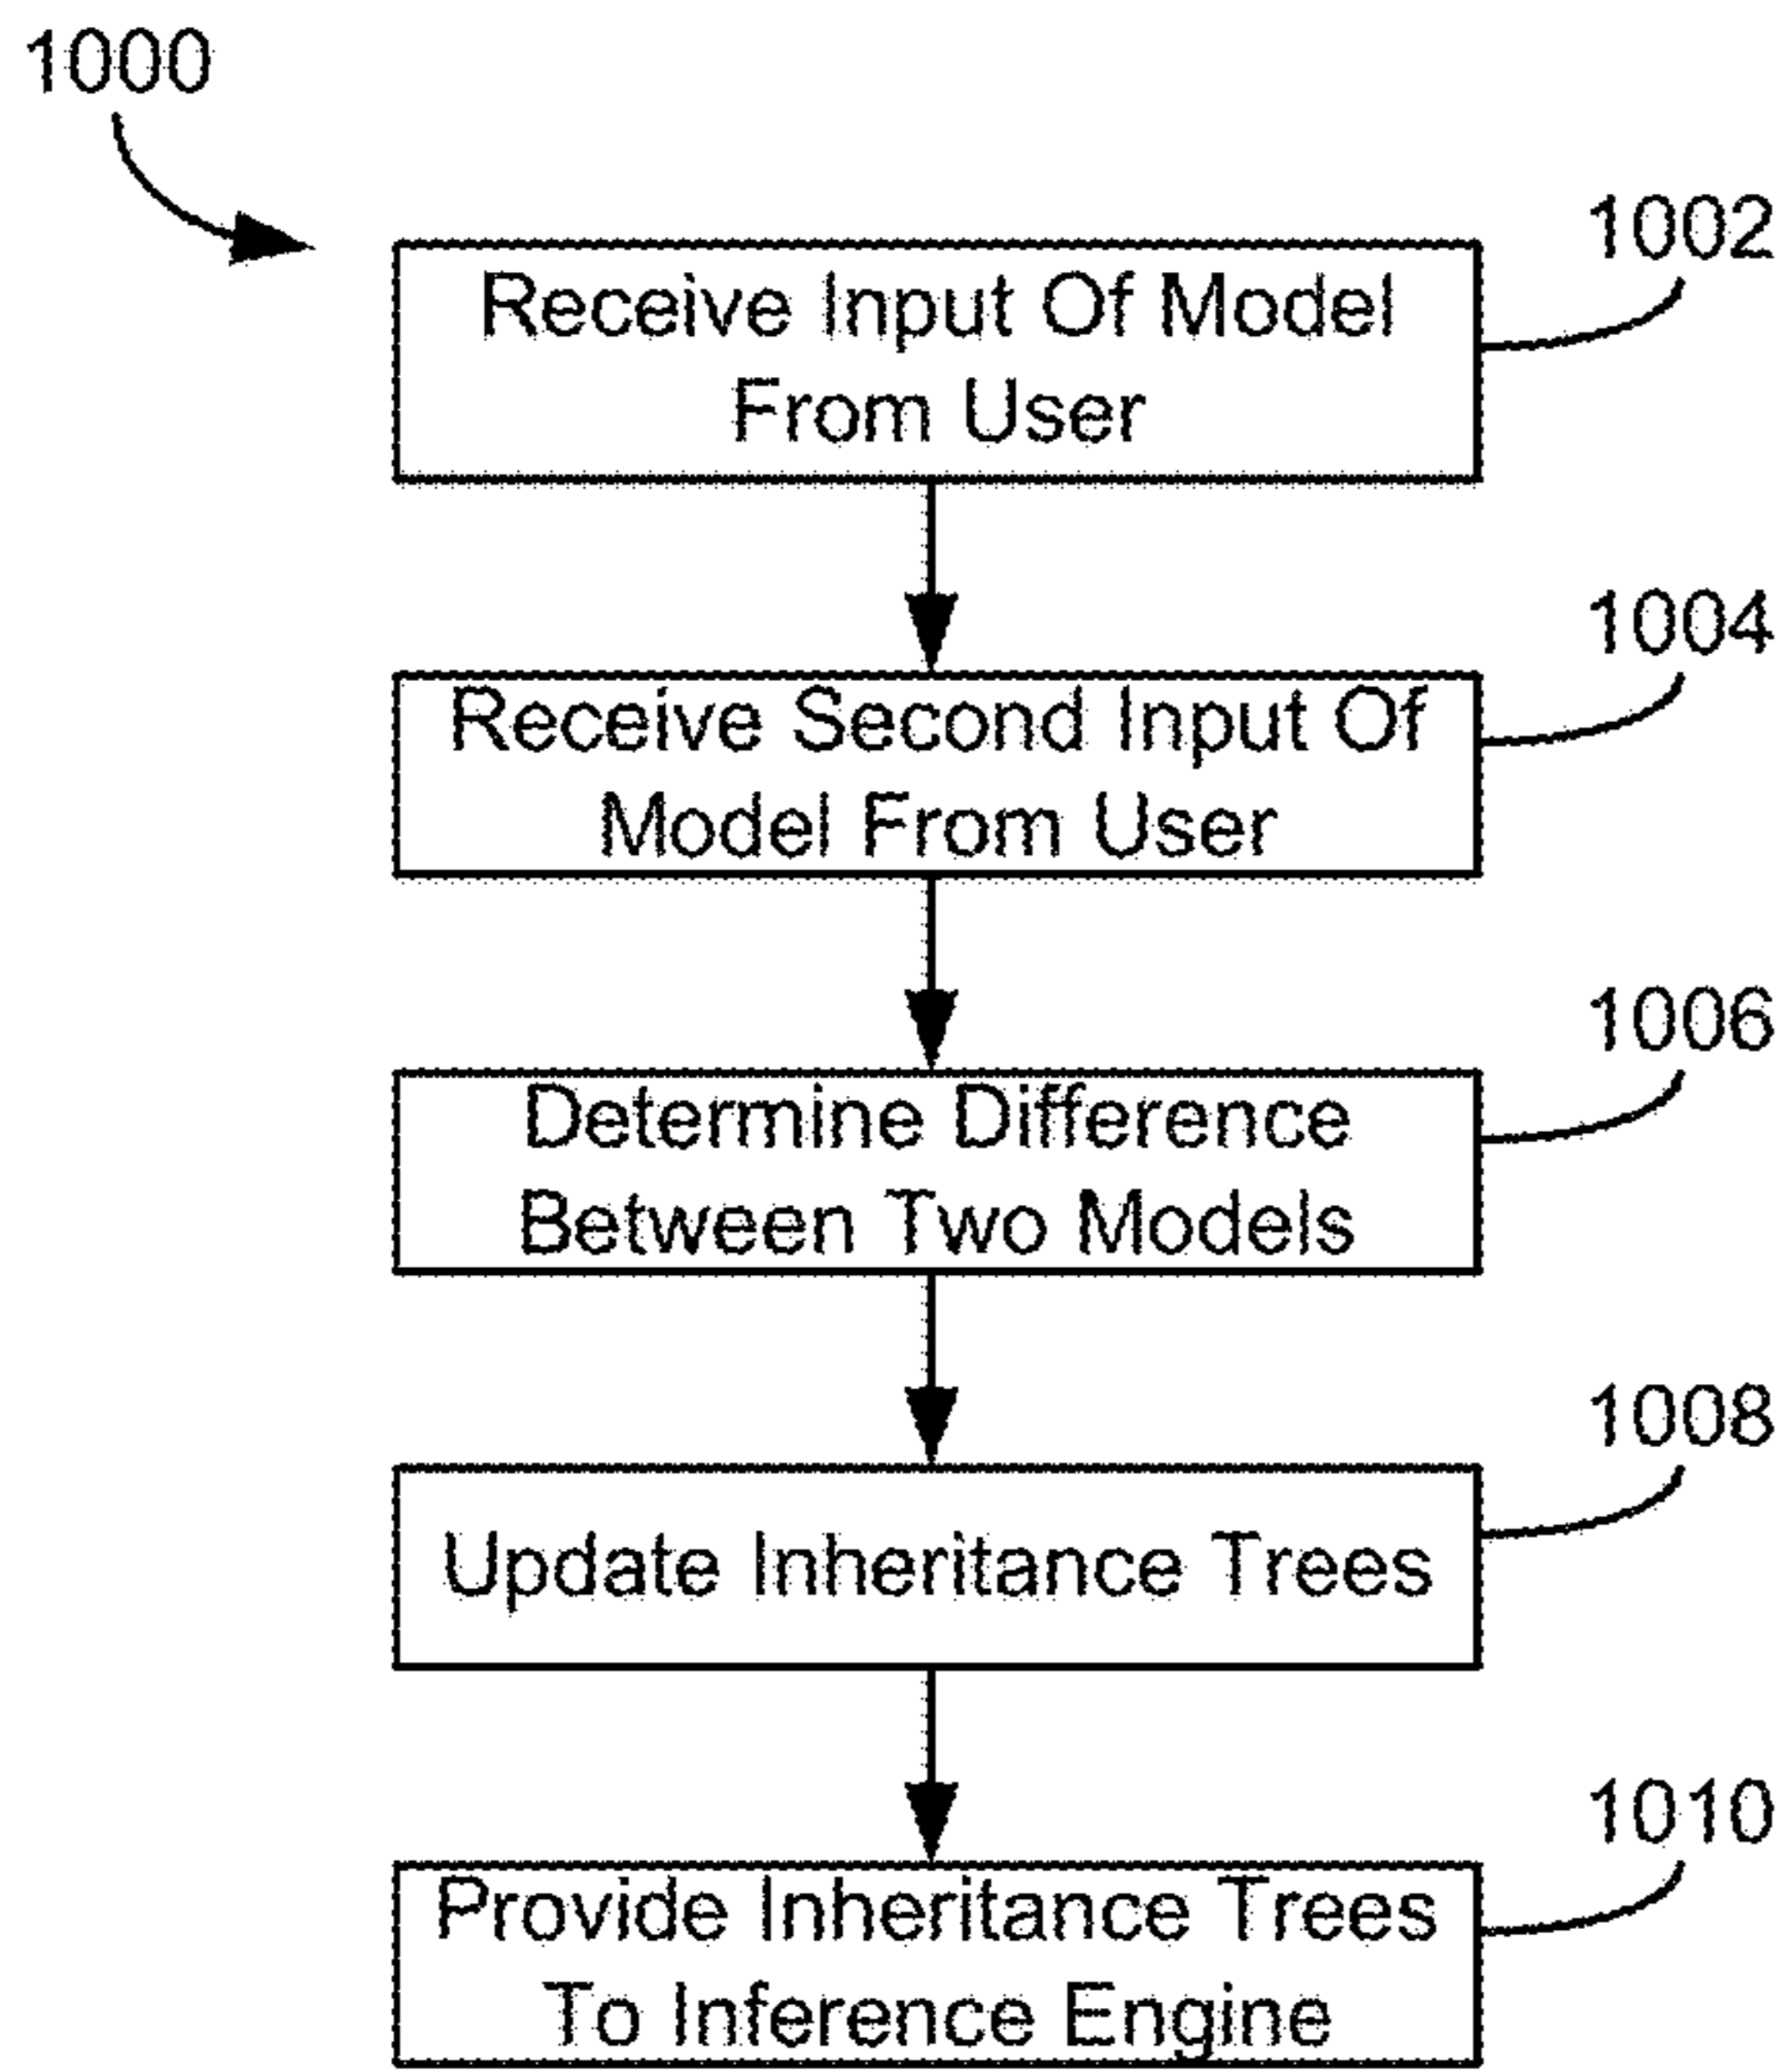 1000
1002
Receive Input Of Model
From User
1004
Receive Second Input Of
Model From User
1006
Determine Difference
Between Two Models
1008
Update Inheritance Trees
1010
Provide Inheritance Trees
To Inference Engine